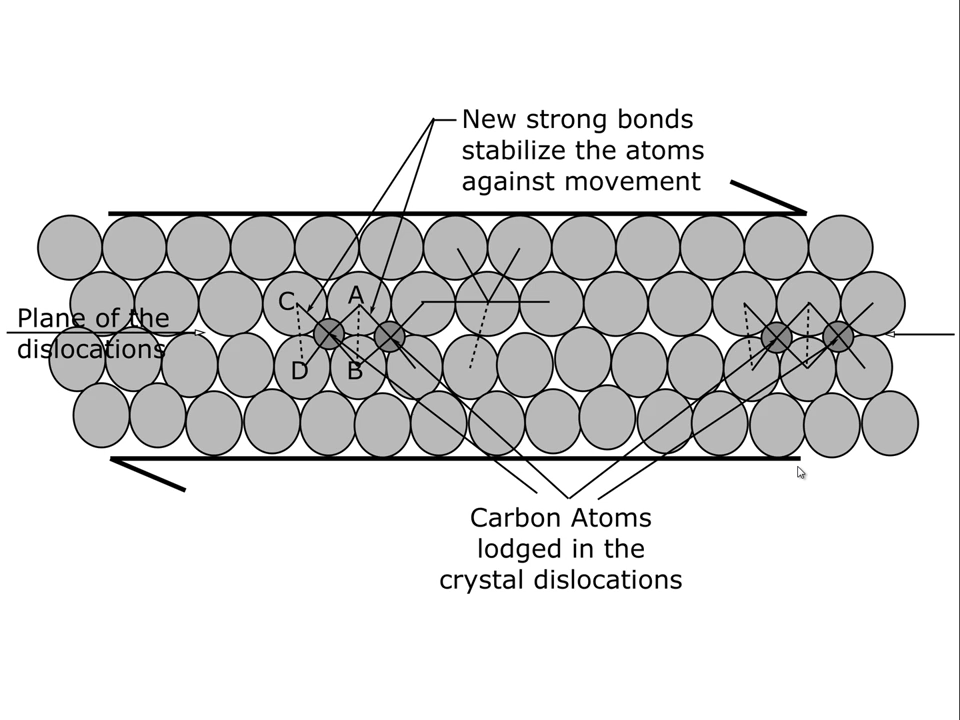 New strong bonds
stabilize the atoms
against movement
C
A
Plane of the
dislocations
D
B
Carbon Atoms
lodged in the
crystal dislocations